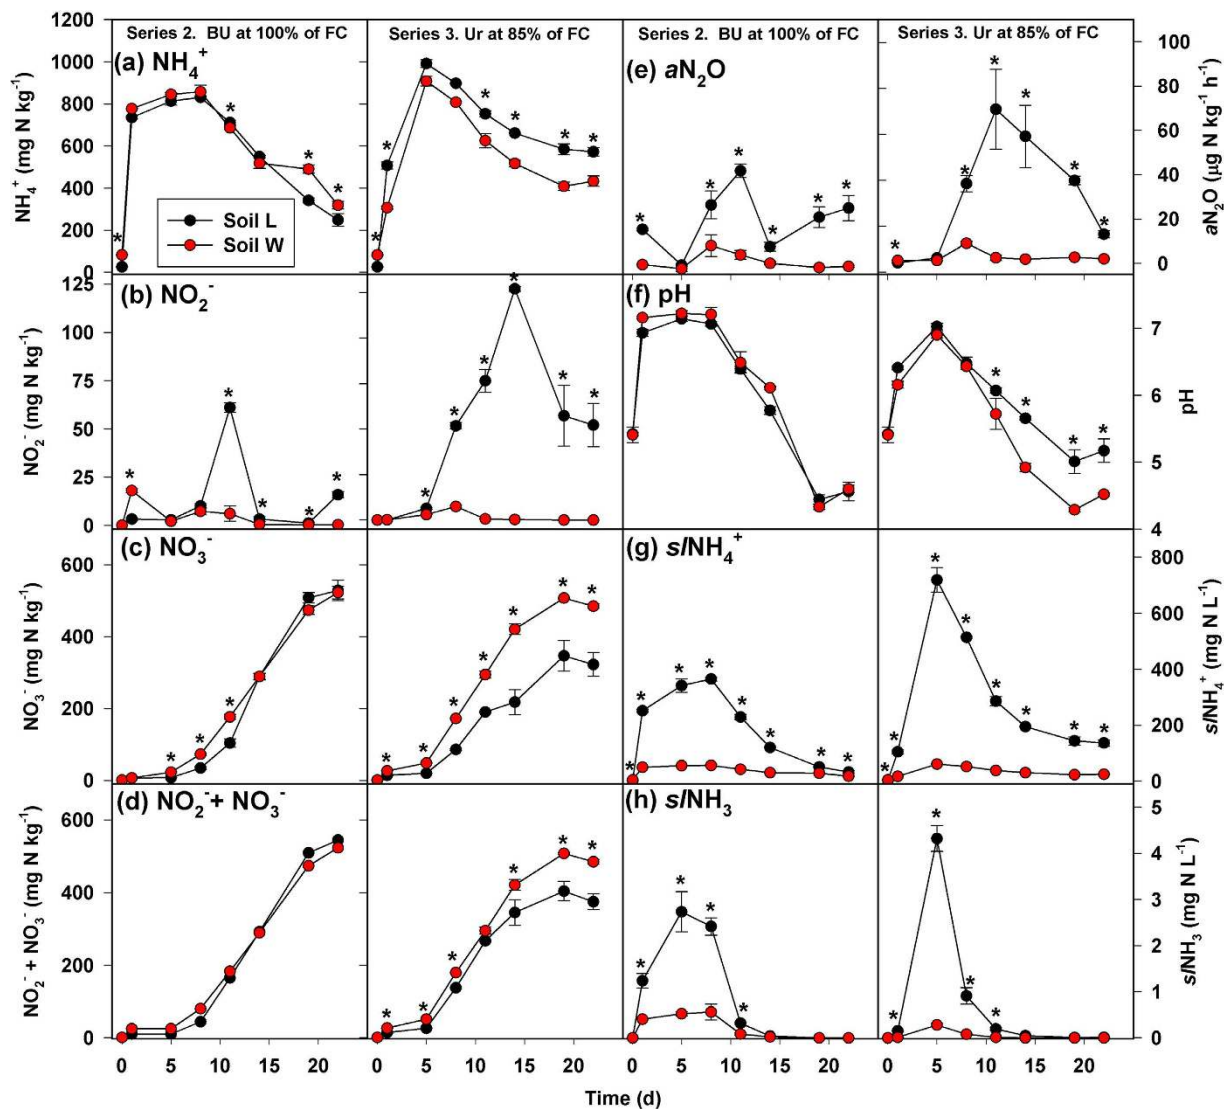 Series 2. BU at 100% of FC
Series 3. Ur at 85% of FC
Series 2. BU at 100% of FC
Series 3. Ur at 85% of FC
(a) NH₄⁺
NH₄⁺ (mg N kg⁻¹)
1200
1000
800
600
400
200
0
Soil L
Soil W
* * * *
* * * * * *
(e) aN₂O
* * * * * *
* * * * * *
100
80
60
40
20
0
aN₂O (µg N kg⁻¹ h⁻¹)
(b) NO₂⁻
NO₂⁻ (mg N kg⁻¹)
125
100
75
50
25
0
* * * * *
* * * * * *
(f) pH
* * * *
7
6
5
4
pH
(c) NO₃⁻
NO₃⁻ (mg N kg⁻¹)
600
400
200
0
* * *
* * * * * * *
(g) slNH₄⁺
* * * * * * * *
* * * * * * * *
800
600
400
200
0
slNH₄⁺ (mg N L⁻¹)
(d) NO₂⁻+ NO₃⁻
NO₂⁻ + NO₃⁻ (mg N kg⁻¹)
600
400
200
0
* * * * * *
(h) slNH₃
* * * *
* * * *
5
4
3
2
1
0
slNH₃ (mg N L⁻¹)
0 5 10 15 20
0 5 10 15 20
0 5 10 15 20
0 5 10 15 20
Time (d)